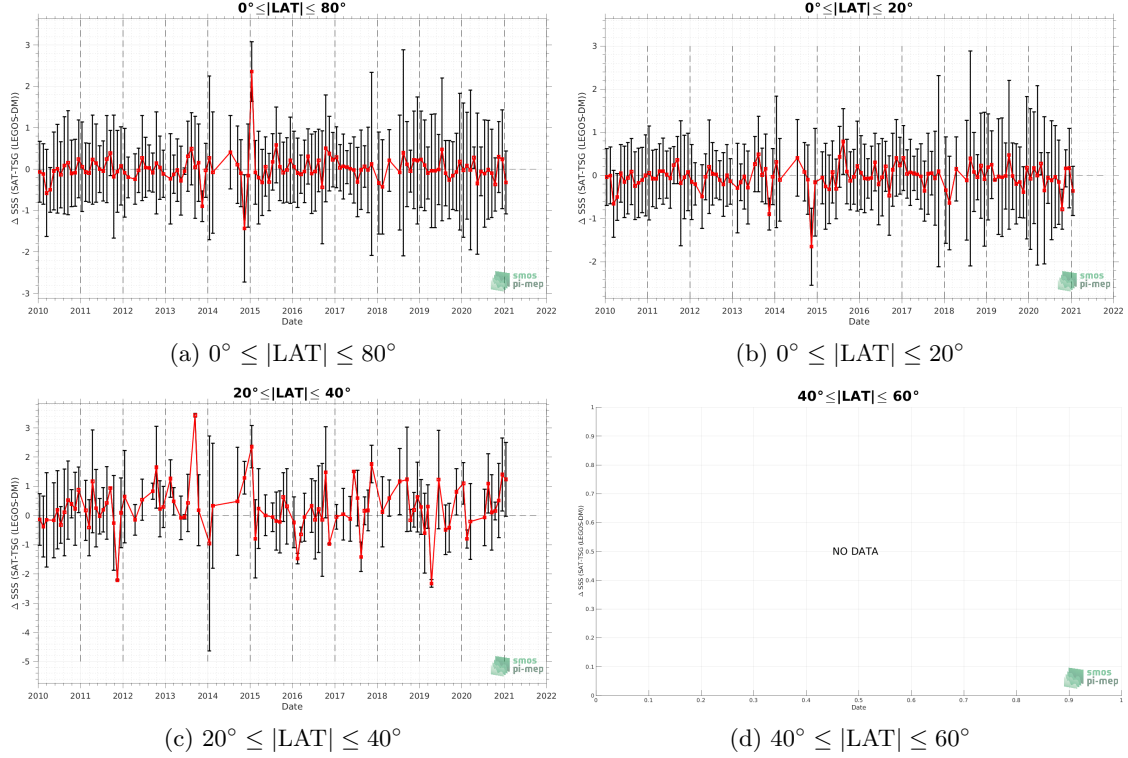 0°≤|LAT|≤ 80°
Δ SSS (SAT-TSG (LEGOS-DM))
3
2
1
0
-1
-2
-3
2010 2011 2012 2013 2014 2015 2016 2017 2018 2019 2020 2021 2022
Date
smos
pi-mep
(a) 0° ≤ |LAT| ≤ 80°
0°≤|LAT|≤ 20°
Δ SSS (SAT-TSG (LEGOS-DM))
3
2
1
0
-1
-2
2010 2011 2012 2013 2014 2015 2016 2017 2018 2019 2020 2021 2022
Date
smos
pi-mep
(b) 0° ≤ |LAT| ≤ 20°
20°≤|LAT|≤ 40°
Δ SSS (SAT-TSG (LEGOS-DM))
3
2
1
0
-1
-2
-3
-4
-5
2010 2011 2012 2013 2014 2015 2016 2017 2018 2019 2020 2021 2022
Date
smos
pi-mep
(c) 20° ≤ |LAT| ≤ 40°
40°≤|LAT|≤ 60°
Δ SSS (SAT-TSG (LEGOS-DM))
1
0.9
0.8
0.7
0.6
0.5
0.4
0.3
0.2
0.1
0
NO DATA
0 0.1 0.2 0.3 0.4 0.5 0.6 0.7 0.8 0.9 1
Date
smos
pi-mep
(d) 40° ≤ |LAT| ≤ 60°